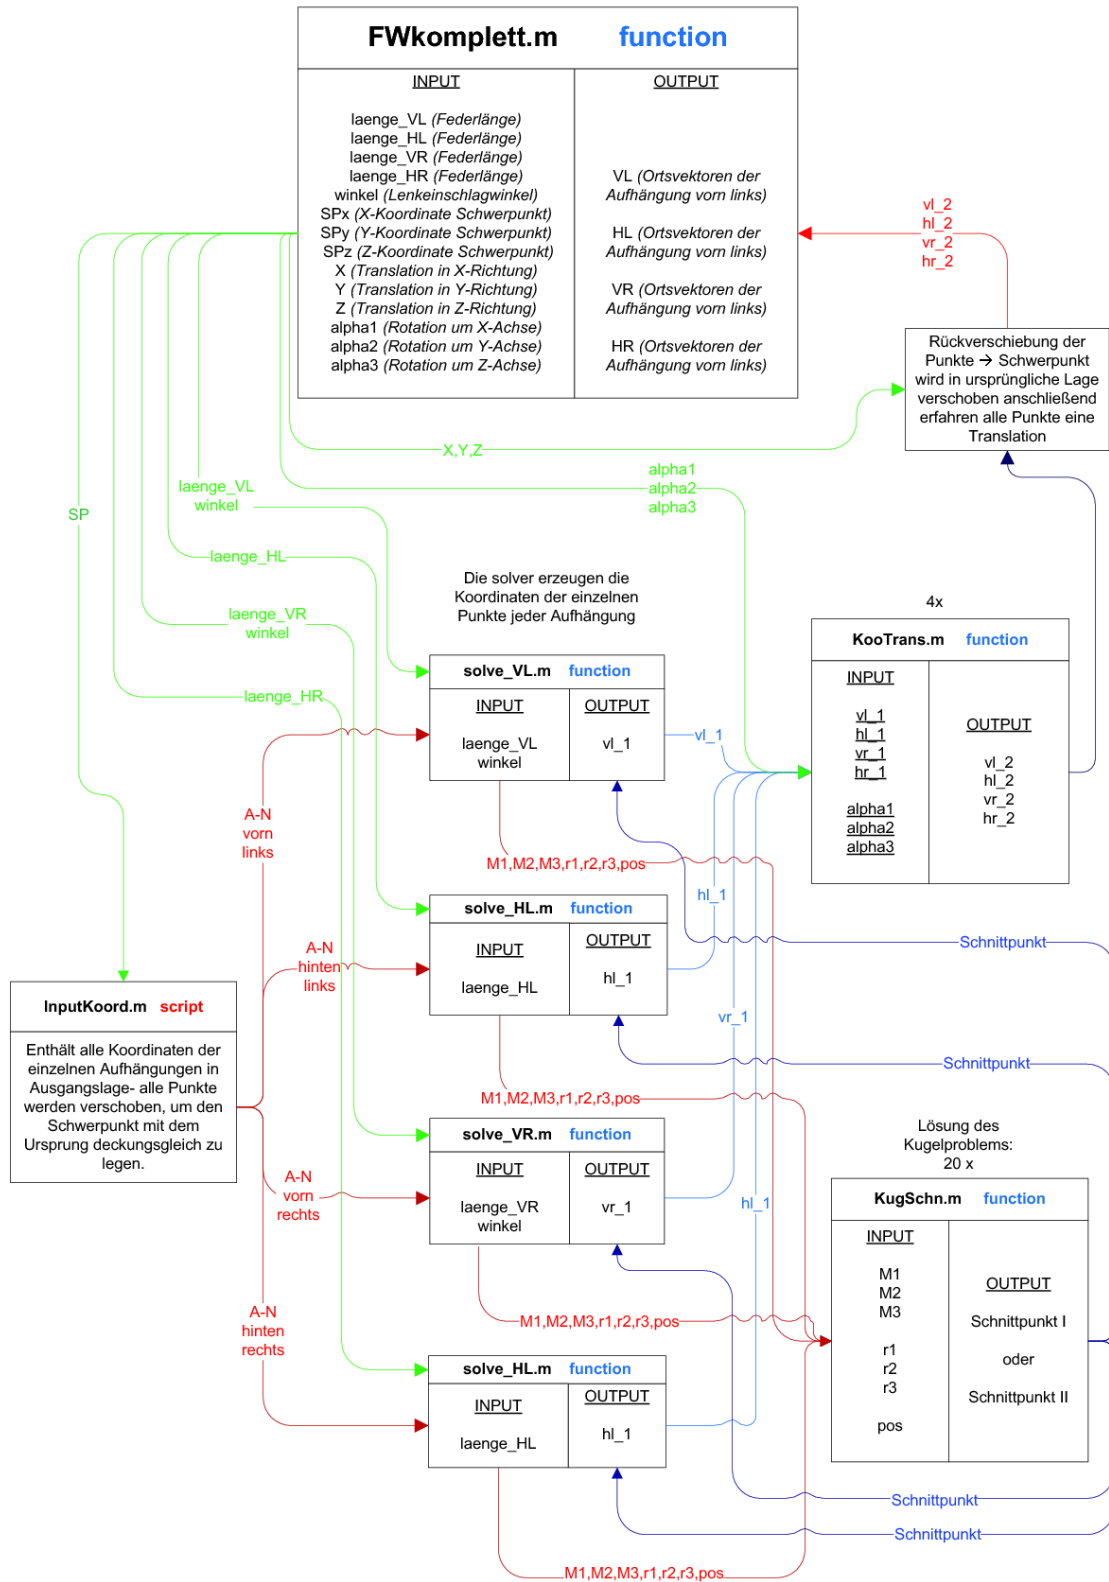 FWkomplett.m function
INPUT
laenge_VL (Federlänge)
laenge_HL (Federlänge)
laenge_VR (Federlänge)
laenge_HR (Federlänge)
winkel (Lenkeinschlagwinkel)
SPx (X-Koordinate Schwerpunkt)
SPy (Y-Koordinate Schwerpunkt)
SPz (Z-Koordinate Schwerpunkt)
X (Translation in X-Richtung)
Y (Translation in Y-Richtung)
Z (Translation in Z-Richtung)
alpha1 (Rotation um X-Achse)
alpha2 (Rotation um Y-Achse)
alpha3 (Rotation um Z-Achse)
OUTPUT
VL (Ortsvektoren der
Aufhängung vorn links)
HL (Ortsvektoren der
Aufhängung vorn links)
VR (Ortsvektoren der
Aufhängung vorn links)
HR (Ortsvektoren der
Aufhängung vorn links)
vl_2
hl_2
vr_2
hr_2
Rückverschiebung der
Punkte → Schwerpunkt
wird in ursprüngliche Lage
verschoben anschließend
erfahren alle Punkte eine
Translation
X,Y,Z
alpha1
alpha2
alpha3
laenge_VL
winkel
SP
laenge_HL
laenge_VR
winkel
laenge_HR
Die solver erzeugen die
Koordinaten der einzelnen
Punkte jeder Aufhängung
4x
KooTrans.m function
INPUT
vl_1
hl_1
vr_1
hr_1
alpha1
alpha2
alpha3
OUTPUT
vl_2
hl_2
vr_2
hr_2
solve_VL.m function
INPUT
laenge_VL
winkel
OUTPUT
vl_1
vl_1
A-N
vorn
links
M1,M2,M3,r1,r2,r3,pos
hl_1
solve_HL.m function
INPUT
laenge_HL
OUTPUT
hl_1
Schnittpunkt
A-N
hinten
links
InputKoord.m script
Enthält alle Koordinaten der
einzelnen Aufhängungen in
Ausgangslage- alle Punkte
werden verschoben, um den
Schwerpunkt mit dem
Ursprung deckungsgleich zu
legen.
vr_1
Schnittpunkt
M1,M2,M3,r1,r2,r3,pos
solve_VR.m function
INPUT
laenge_VR
winkel
OUTPUT
vr_1
A-N
vorn
rechts
hl_1
Lösung des
Kugelproblems:
20 x
KugSchn.m function
INPUT
M1
M2
M3
r1
r2
r3
pos
OUTPUT
Schnittpunkt I
oder
Schnittpunkt II
A-N
hinten
rechts
M1,M2,M3,r1,r2,r3,pos
solve_HL.m function
INPUT
laenge_HL
OUTPUT
hl_1
Schnittpunkt
Schnittpunkt
M1,M2,M3,r1,r2,r3,pos